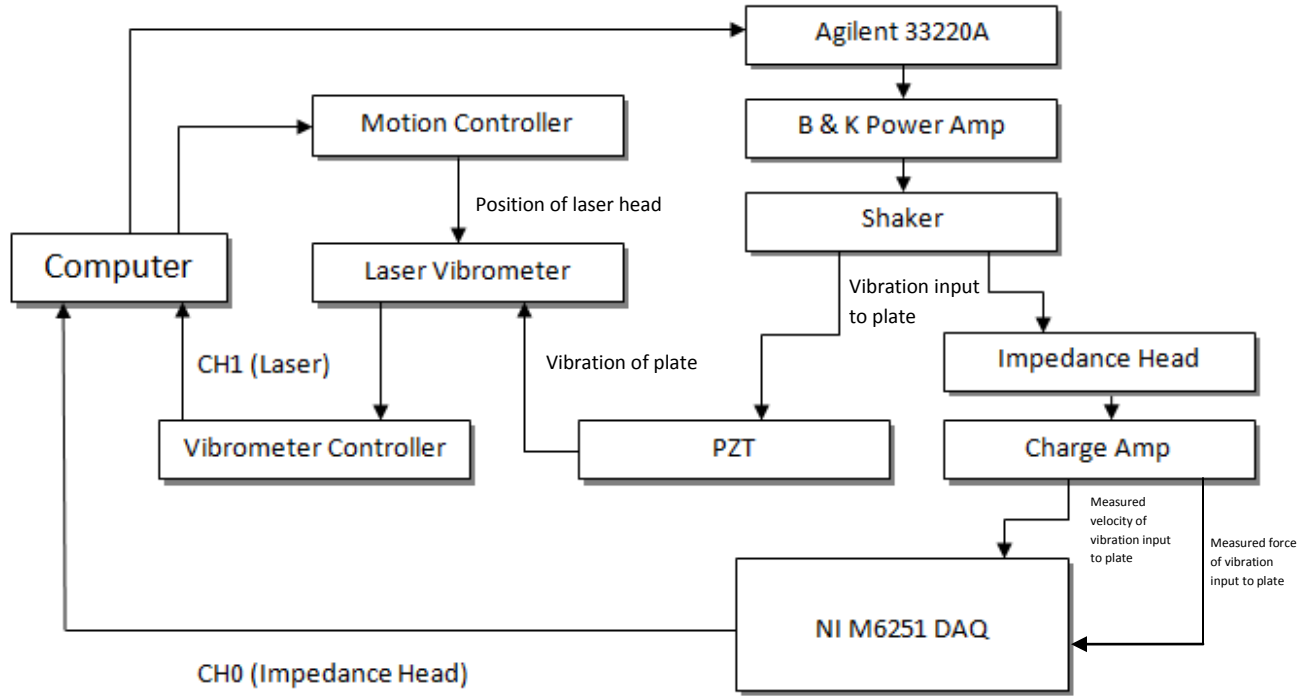 Agilent 33220A
Motion Controller
B & K Power Amp
Position of laser head
Shaker
Computer
Laser Vibrometer
Vibration input
to plate
CH1 (Laser)
Vibration of plate
Impedance Head
Vibrometer Controller
PZT
Charge Amp
Measured
velocity of
vibration input
to plate
Measured force
of vibration
input to plate
NI M6251 DAQ
CH0 (Impedance Head)